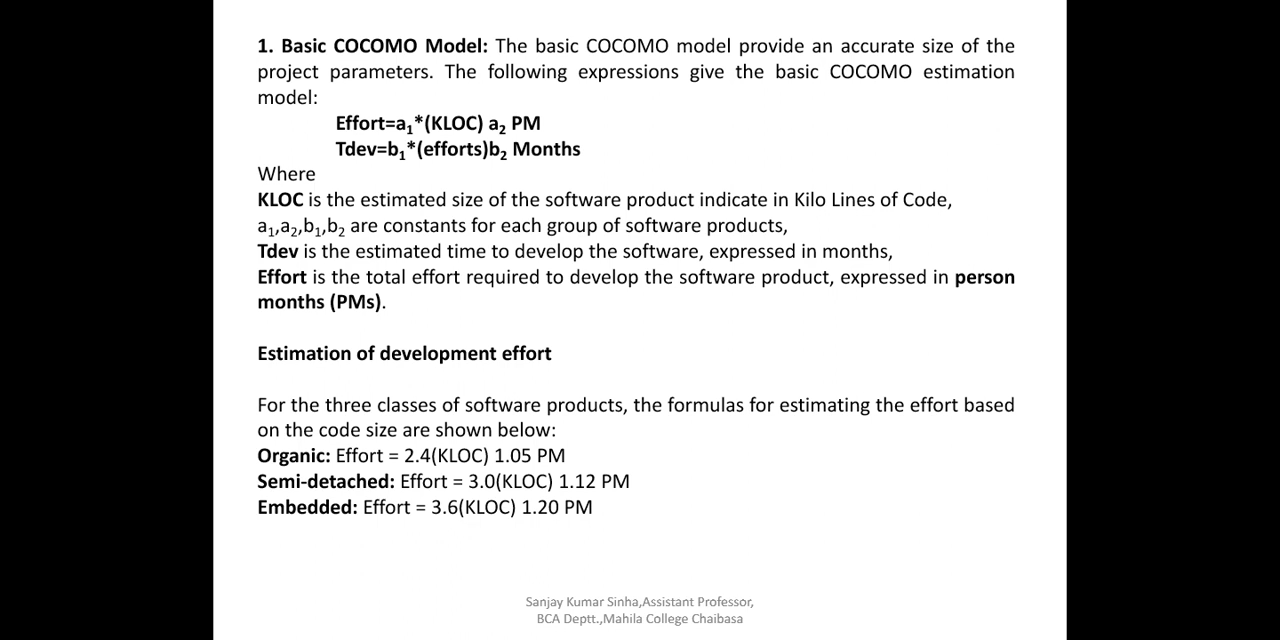 1. Basic COCOMO Model: The basic COCOMO model provide an accurate size of the
project parameters. The following expressions give the basic COCOMO estimation
model:
Effort=a₁*(KLOC) a₂ PM
Tdev=b₁*(efforts)b₂ Months
Where
KLOC is the estimated size of the software product indicate in Kilo Lines of Code,
a₁,a₂,b₁,b₂ are constants for each group of software products,
Tdev is the estimated time to develop the software, expressed in months,
Effort is the total effort required to develop the software product, expressed in person
months (PMs).
Estimation of development effort
For the three classes of software products, the formulas for estimating the effort based
on the code size are shown below:
Organic: Effort = 2.4(KLOC) 1.05 PM
Semi-detached: Effort = 3.0(KLOC) 1.12 PM
Embedded: Effort = 3.6(KLOC) 1.20 PM
Sanjay Kumar Sinha,Assistant Professor,
BCA Deptt.,Mahila College Chaibasa